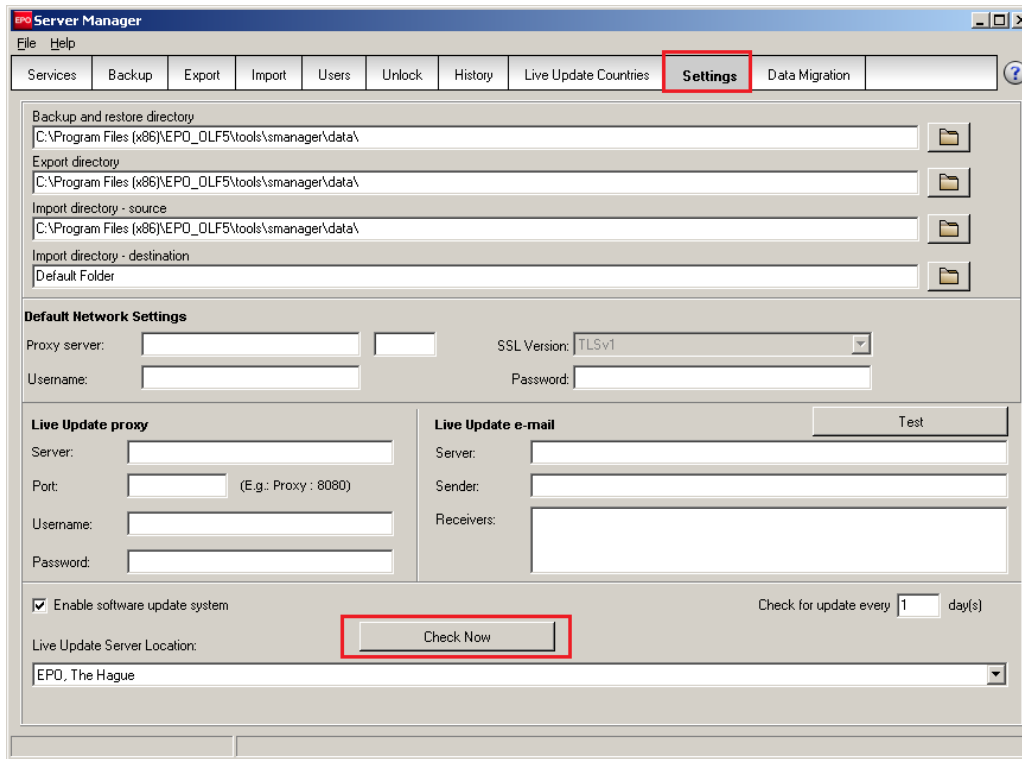 EPO Server Manager
File Help
Services Backup Export Import Users Unlock History Live Update Countries Settings Data Migration ?
Backup and restore directory
C:\Program Files (x86)\EPO_OLF5\tools\smanager\data\
Export directory
C:\Program Files (x86)\EPO_OLF5\tools\smanager\data\
Import directory - source
C:\Program Files (x86)\EPO_OLF5\tools\smanager\data\
Import directory - destination
Default Folder
Default Network Settings
Proxy server: SSL Version: TLSv1
Username: Password:
Live Update proxy Live Update e-mail Test
Server: Server:
Port: (E.g.: Proxy : 8080) Sender:
Username: Receivers:
Password:
Enable software update system Check for update every 1 day(s)
Check Now
Live Update Server Location:
EPO, The Hague